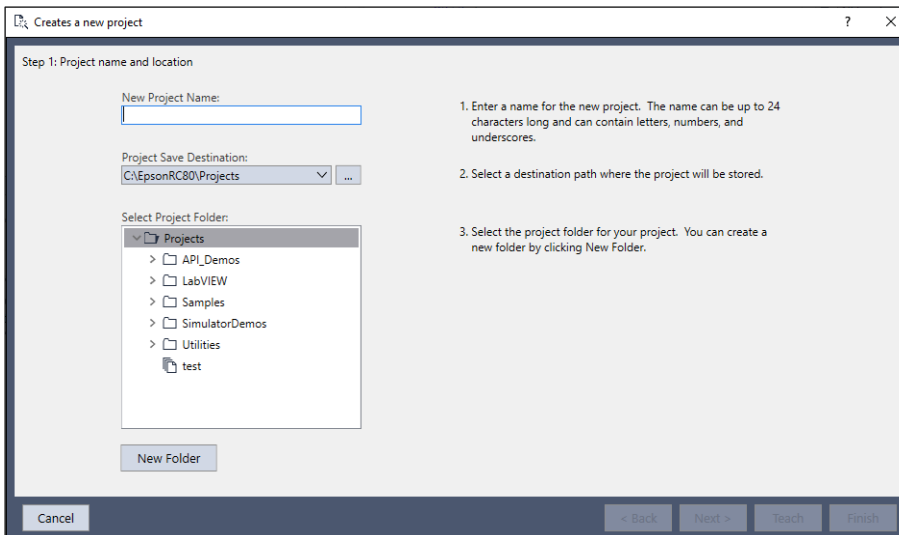 Creates a new project
?
Step 1: Project name and location
New Project Name:
1. Enter a name for the new project. The name can be up to 24
characters long and can contain letters, numbers, and
underscores.
Project Save Destination:
C:\EpsonRC80\Projects
...
2. Select a destination path where the project will be stored.
Select Project Folder:
3. Select the project folder for your project. You can create a
new folder by clicking New Folder.
Projects
API_Demos
LabVIEW
Samples
SimulatorDemos
Utilities
test
New Folder
Cancel
< Back
Next >
Teach
Finish